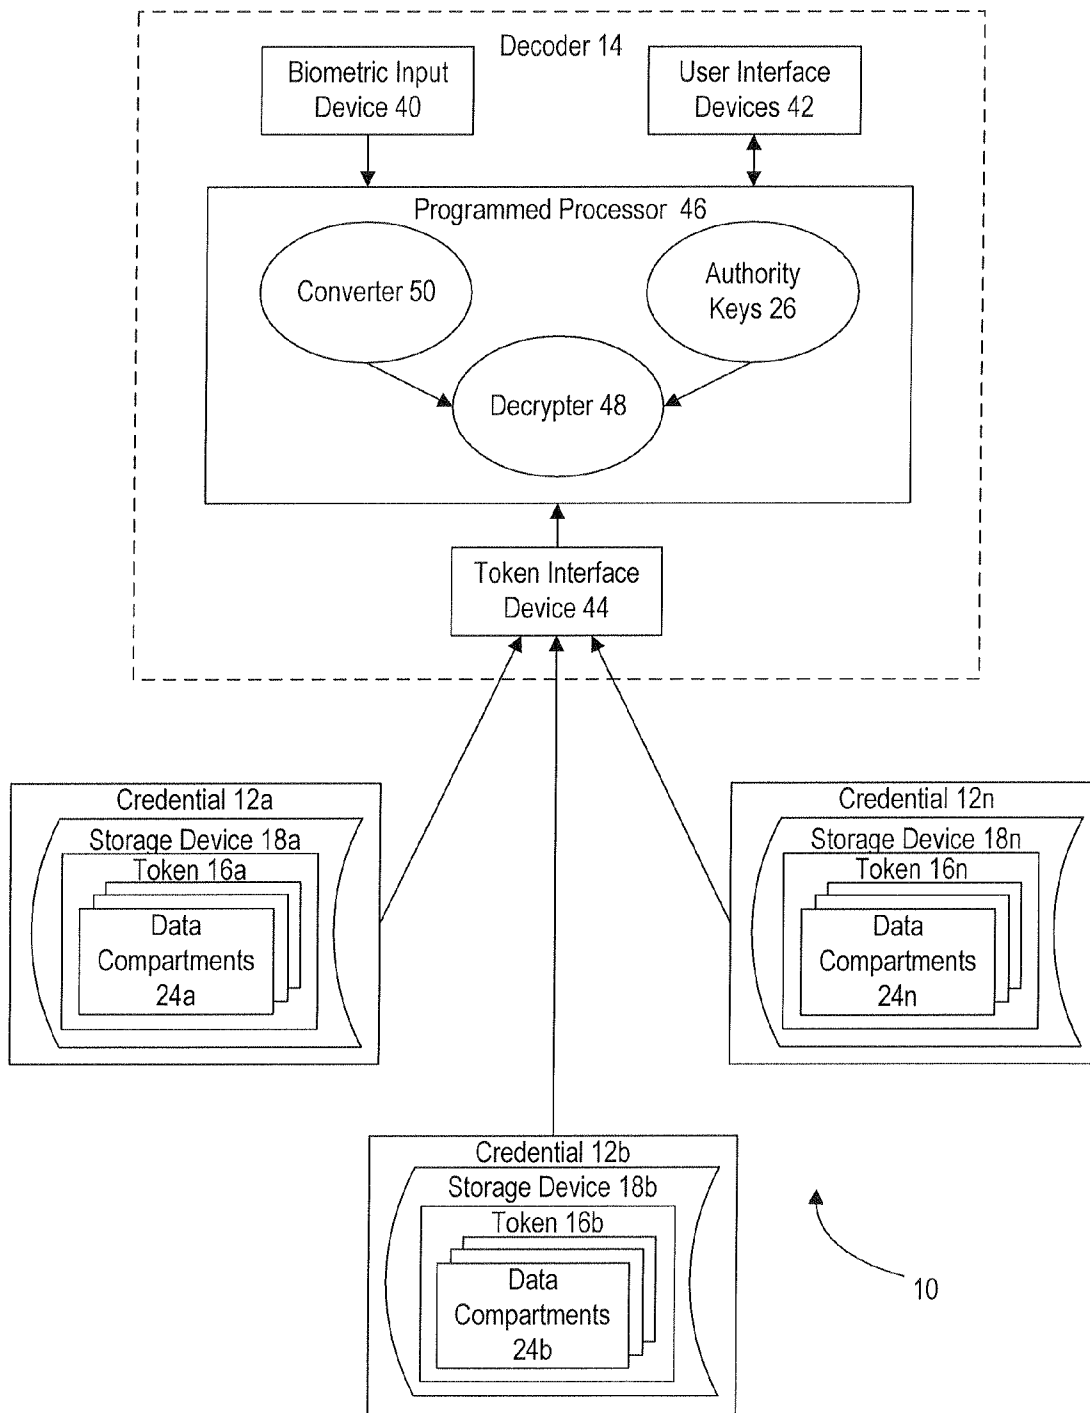 Decoder 14
Biometric Input
Device 40
User Interface
Devices 42
Programmed Processor 46
Converter 50
Authority
Keys 26
Decrypter 48
Token Interface
Device 44
Credential 12a
Storage Device 18a
Token 16a
Data
Compartments
24a
Credential 12n
Storage Device 18n
Token 16n
Data
Compartments
24n
Credential 12b
Storage Device 18b
Token 16b
Data
Compartments
24b
10